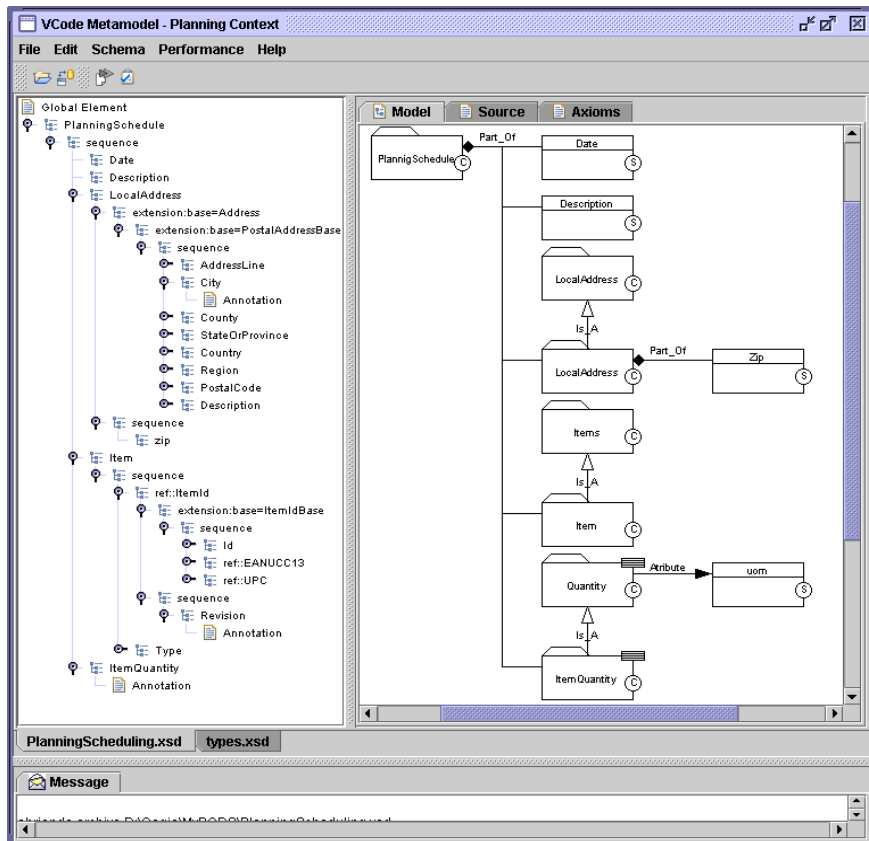 VCode Metamodel - Planning Context
File Edit Schema Performance Help
Global Element
PlanningSchedule
sequence
Date
Description
LocalAddress
extension:base=Address
extension:base=PostalAddressBase
sequence
AddressLine
City
Annotation
County
StateOrProvince
Country
Region
PostalCode
Description
sequence
zip
Item
sequence
ref::ItemId
extension:base=ItemIdBase
sequence
Id
ref::EANUCC13
ref::UPC
sequence
Revision
Annotation
Type
ItemQuantity
Annotation
Model Source Axioms
PlannigSchedule C
Part_Of
Date
S
Description
S
LocalAddress C
Is_A
LocalAddress C
Part_Of
Zip
S
Items C
Is_A
Item C
Quantity C
Atribute
uom
S
Is_A
ItemQuantity C
PlanningScheduling.xsd types.xsd
Message